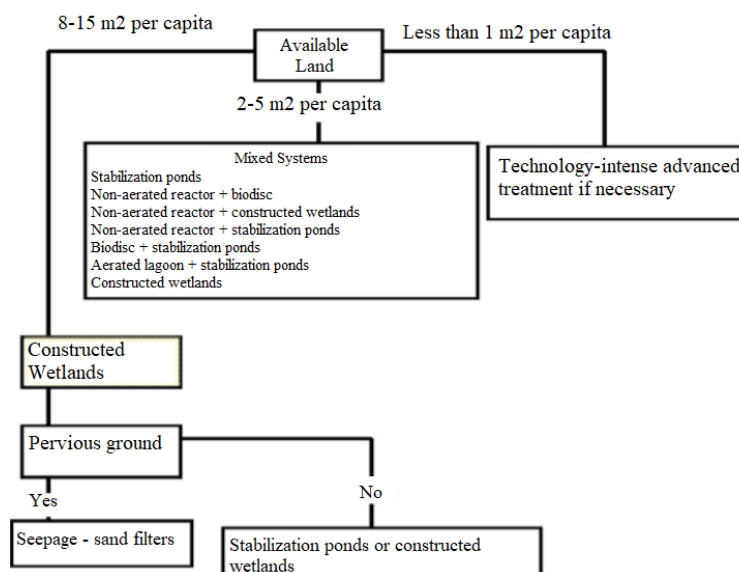 8-15 m2 per capita
Available
Land
Less than 1 m2 per capita
2-5 m2 per capita
Mixed Systems
Stabilization ponds
Non-aerated reactor + biodisc
Non-aerated reactor + constructed wetlands
Non-aerated reactor + stabilization ponds
Biodisc + stabilization ponds
Aerated lagoon + stabilization ponds
Constructed wetlands
Technology-intense advanced
treatment if necessary
Constructed
Wetlands
Pervious ground
Yes
No
Seepage - sand filters
Stabilization ponds or constructed
wetlands